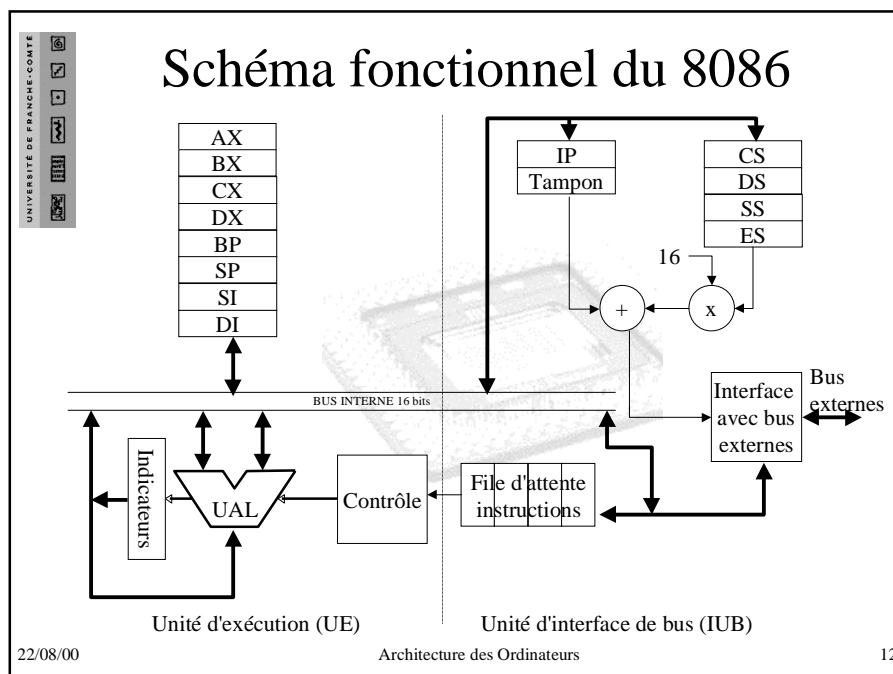 UNIVERSITÉ DE FRANCHE-COMTÉ
Schéma fonctionnel du 8086
AX
BX
CX
DX
BP
SP
SI
DI
IP
Tampon
CS
DS
SS
ES
16
+
x
BUS INTERNE 16 bits
Interface
avec bus
externes
Bus
externes
Indicateurs
UAL
Contrôle
File d'attente
instructions
Unité d'exécution (UE)
Unité d'interface de bus (IUB)
22/08/00
Architecture des Ordinateurs
12